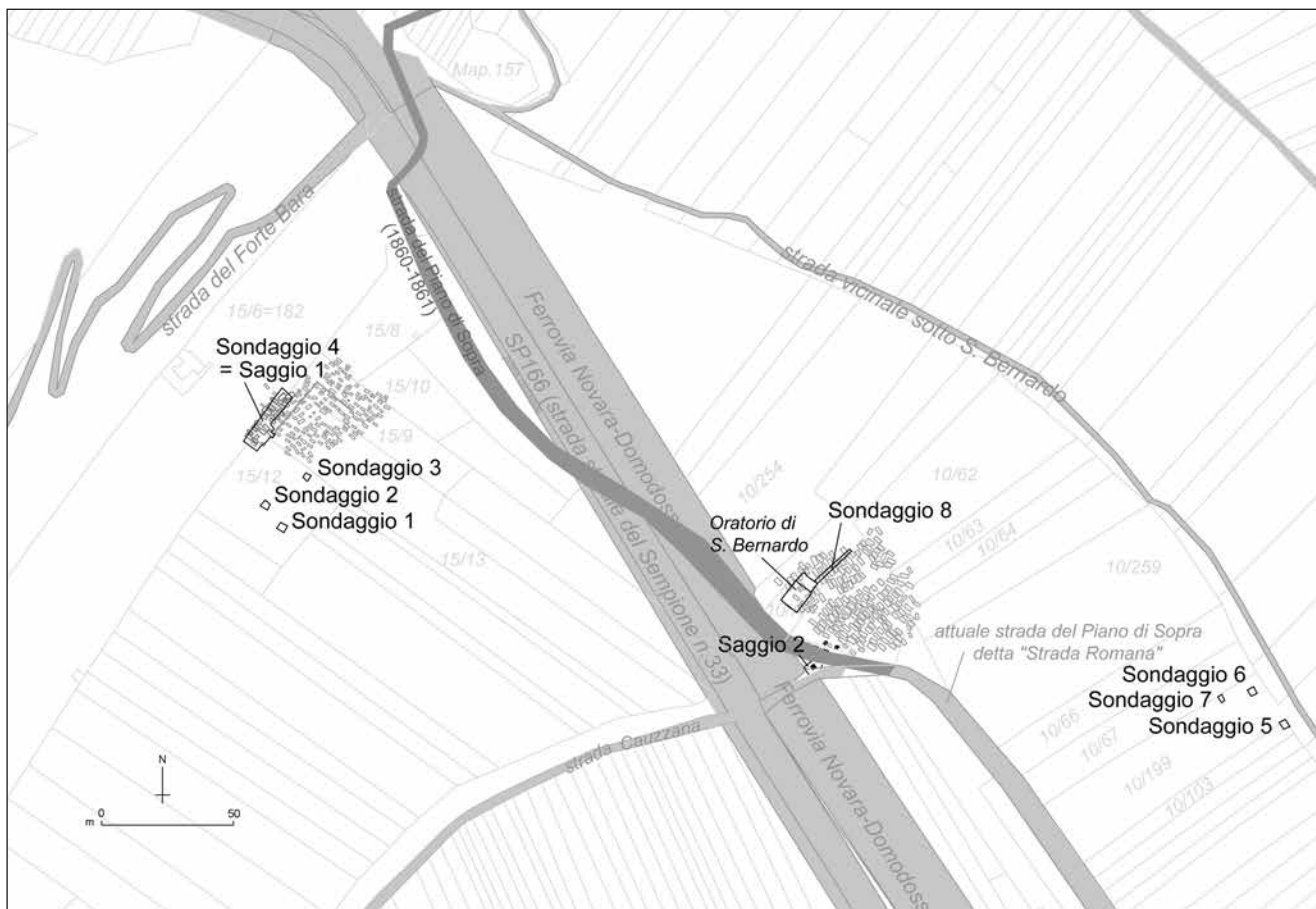 Map.157
strada del Forte Bara
strada del Piano di Sopra
(1860-1861)
Ferrovia Novara-Domodoss
SP166 (strada statale del Sempione n 33)
strada vicinale sotto S. Bernardo
15/6=182
15/8
15/10
15/9
15/12
15/13
Sondaggio 4
= Saggio 1
Sondaggio 3
Sondaggio 2
Sondaggio 1
10/254
10/62
10/63
10/64
10/259
Oratorio di
S. Bernardo
Sondaggio 8
Saggio 2
attuale strada del Piano di Sopra
detta "Strada Romana"
Sondaggio 6
Sondaggio 7
Sondaggio 5
10/66
10/67
10/199
10/103
strada Cauzzana
Ferrovia Novara-Domodoss
N
0 50
m